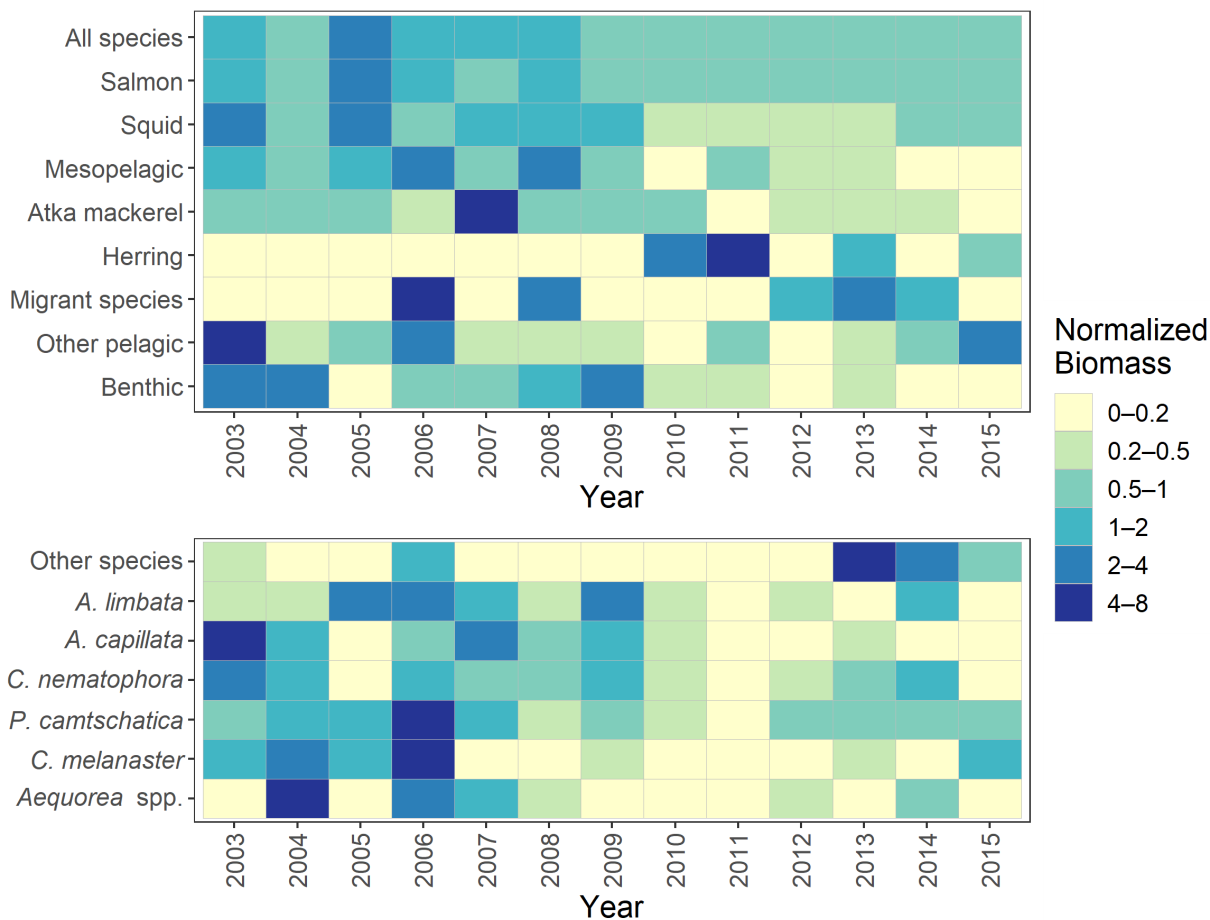 All species
Salmon
Squid
Mesopelagic
Atka mackerel
Herring
Migrant species
Other pelagic
Benthic
2003 2004 2005 2006 2007 2008 2009 2010 2011 2012 2013 2014 2015
Year
Normalized
Biomass
0–0.2
0.2–0.5
0.5–1
1–2
2–4
4–8
Other species
A. limbata
A. capillata
C. nematophora
P. camtschatica
C. melanaster
Aequorea spp.
2003 2004 2005 2006 2007 2008 2009 2010 2011 2012 2013 2014 2015
Year